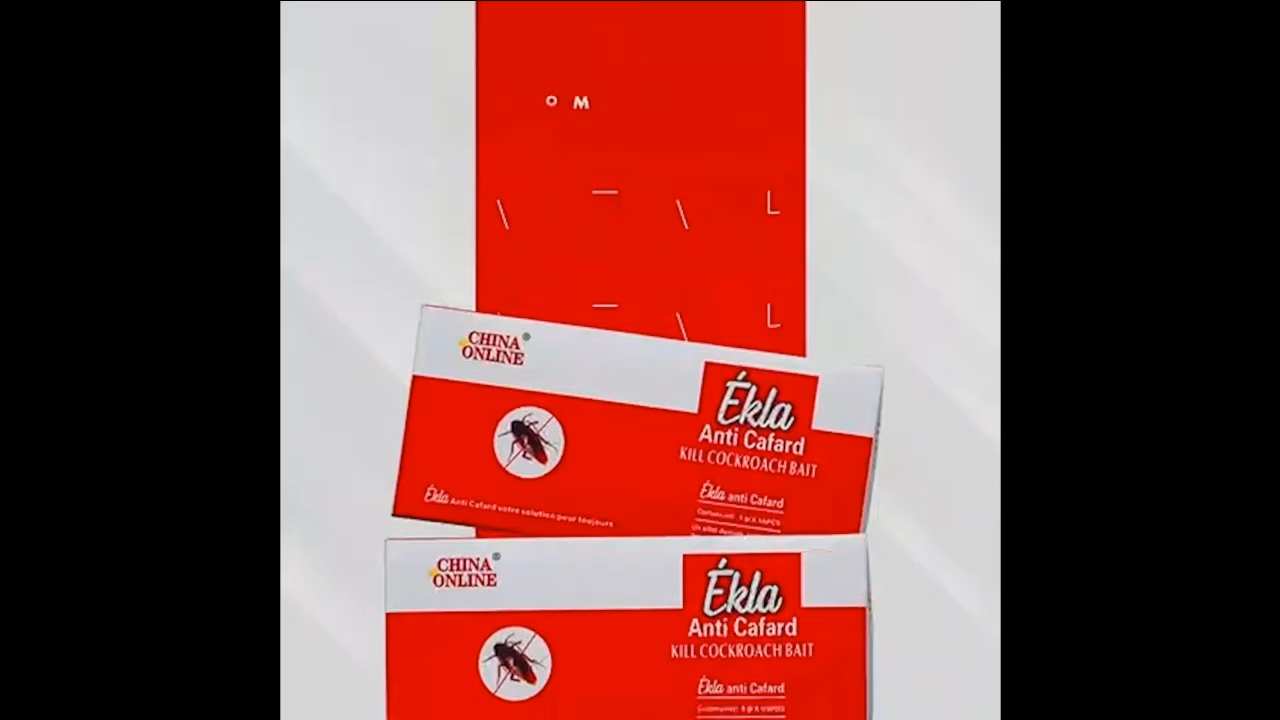 CHINA
ONLINE
Ékla
Anti Cafard
KILL COCKROACH BAIT
Ékla anti Cafard
Ékla Anti Cafard votre solution pour toujours
CHINA
ONLINE
Ékla
Anti Cafard
KILL COCKROACH BAIT
Ékla anti Cafard